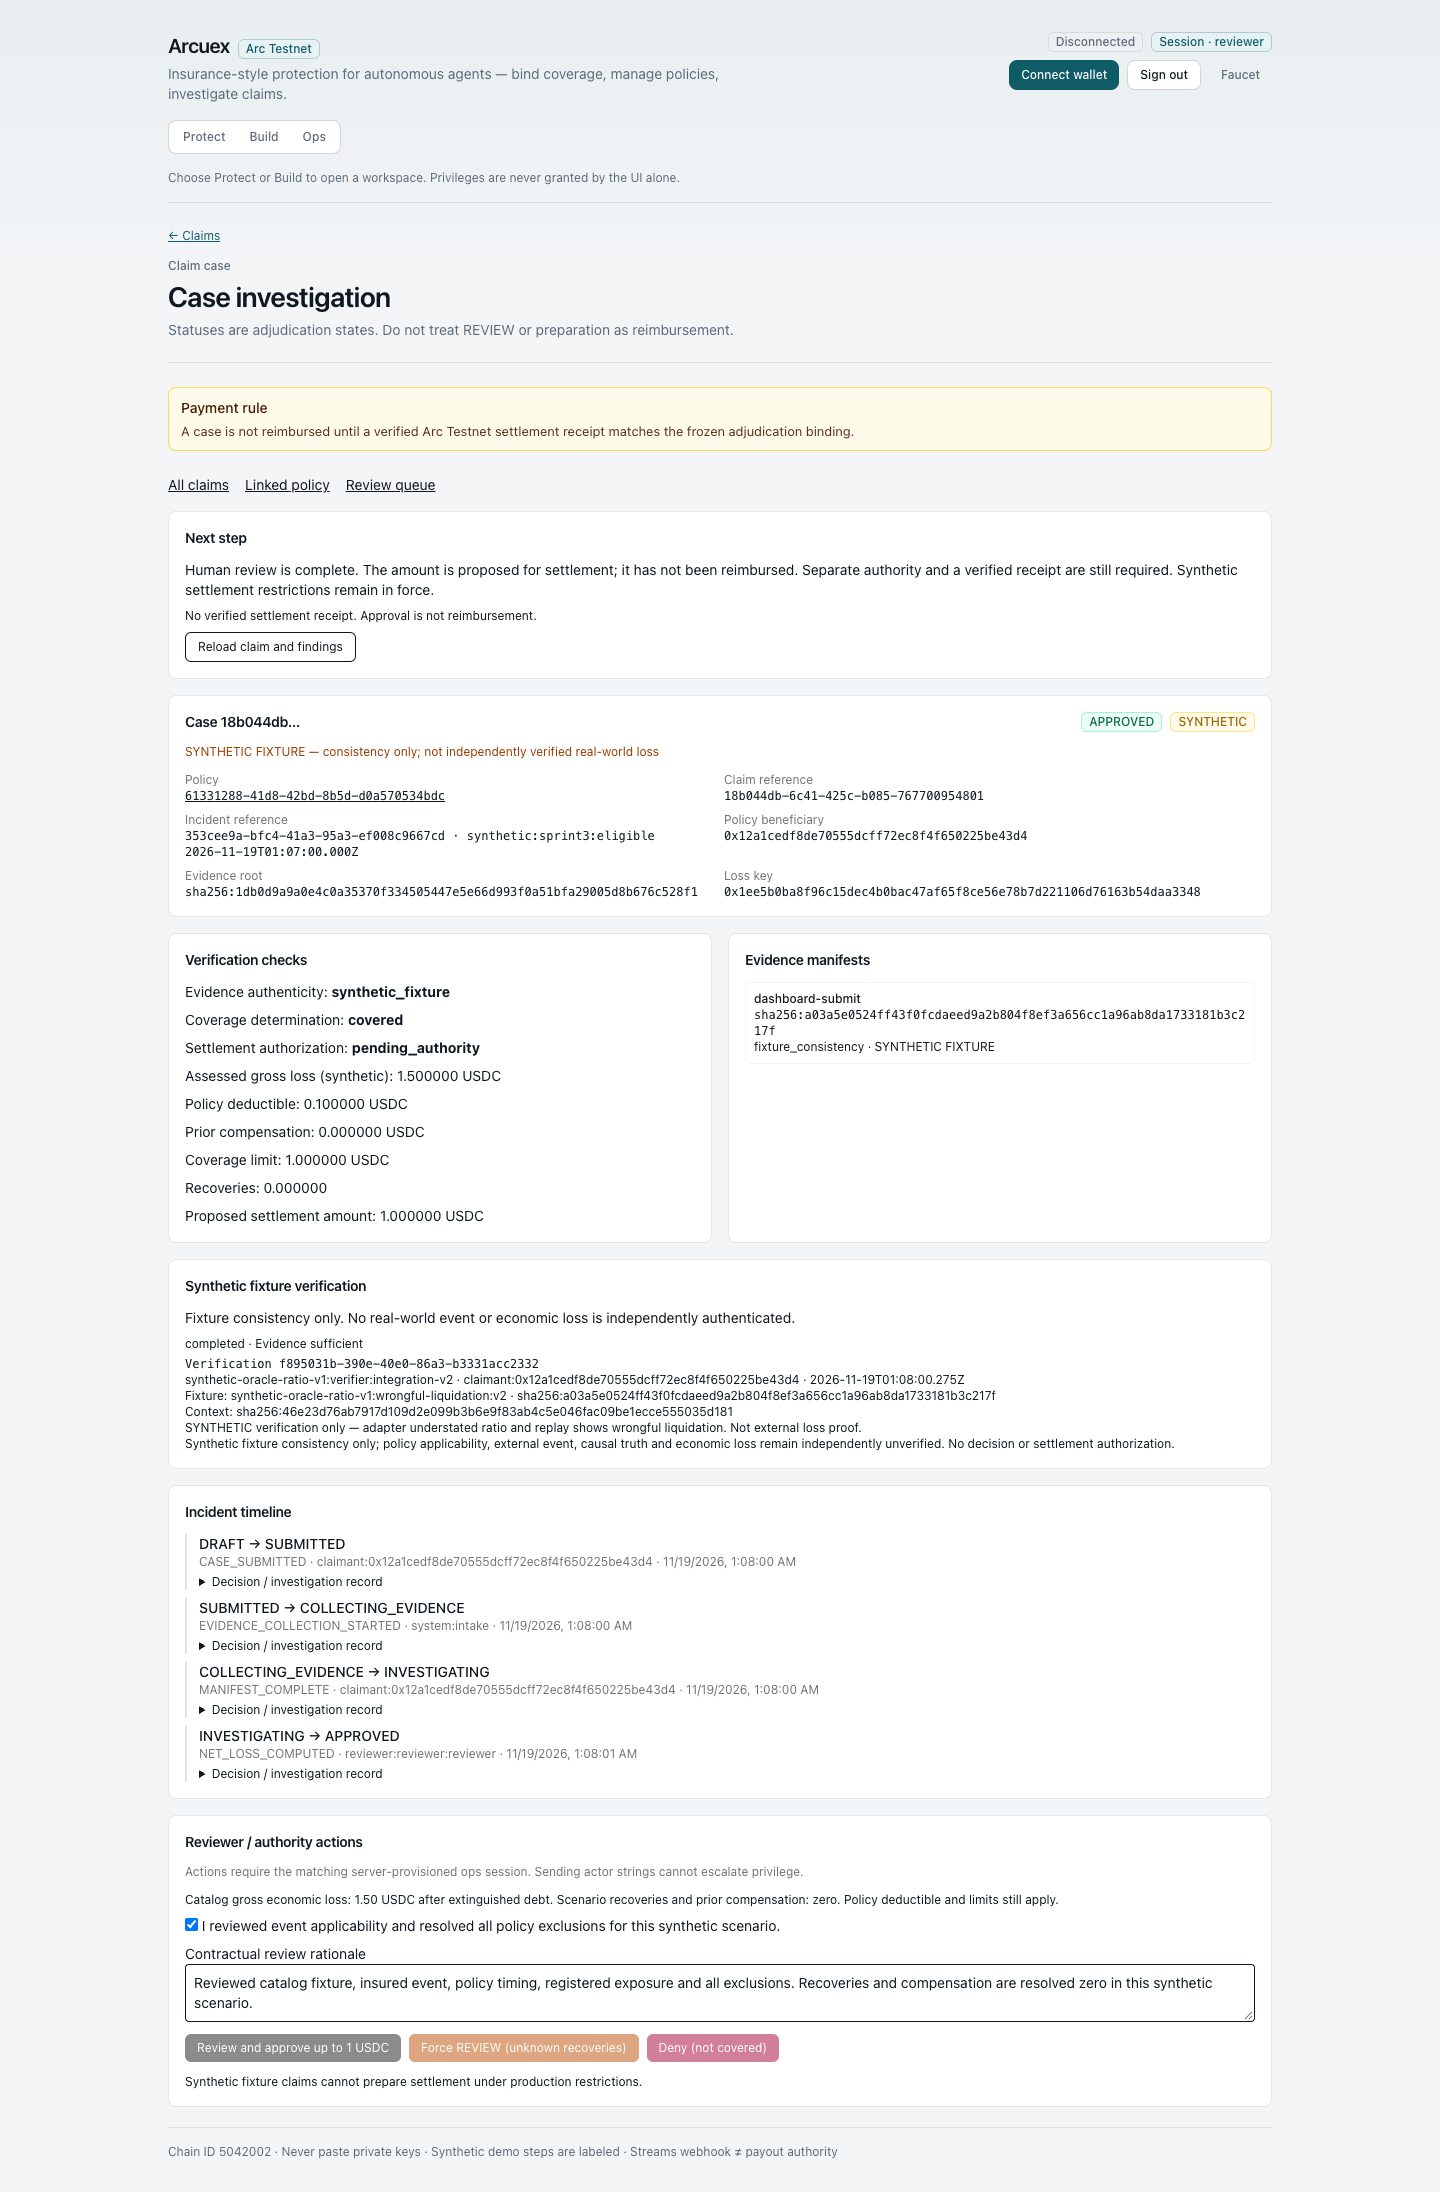 Arcuex Arc Testnet
Disconnected Session · reviewer
Insurance-style protection for autonomous agents — bind coverage, manage policies,
investigate claims.
Connect wallet Sign out Faucet
Protect Build Ops
Choose Protect or Build to open a workspace. Privileges are never granted by the UI alone.
← Claims
Claim case
Case investigation
Statuses are adjudication states. Do not treat REVIEW or preparation as reimbursement.
Payment rule
A case is not reimbursed until a verified Arc Testnet settlement receipt matches the frozen adjudication binding.
All claims Linked policy Review queue
Next step
Human review is complete. The amount is proposed for settlement; it has not been reimbursed. Separate authority and a verified receipt are still required. Synthetic
settlement restrictions remain in force.
No verified settlement receipt. Approval is not reimbursement.
Reload claim and findings
Case 18b044db...
APPROVED SYNTHETIC
SYNTHETIC FIXTURE — consistency only; not independently verified real-world loss
Policy
61331288-41d8-42bd-8b5d-d0a570534bdc
Claim reference
18b044db-6c41-425c-b085-767700954801
Incident reference
353cee9a-bfc4-41a3-95a3-ef008c9667cd · synthetic:sprint3:eligible
2026-11-19T01:07:00.000Z
Policy beneficiary
0x12a1cedf8de70555dcff72ec8f4f650225be43d4
Evidence root
sha256:1db0d9a9a0e4c0a35370f334505447e5e66d993f0a51bfa29005d8b676c528f1
Loss key
0x1ee5b0ba8f96c15dec4b0bac47af65f8ce56e78b7d221106d76163b54daa3348
Verification checks
Evidence authenticity: synthetic_fixture
Coverage determination: covered
Settlement authorization: pending_authority
Assessed gross loss (synthetic): 1.500000 USDC
Policy deductible: 0.100000 USDC
Prior compensation: 0.000000 USDC
Coverage limit: 1.000000 USDC
Recoveries: 0.000000
Proposed settlement amount: 1.000000 USDC
Evidence manifests
dashboard-submit
sha256:a03a5e0524ff43f0fcdaeed9a2b804f8ef3a656cc1a96ab8da1733181b3c2
17f
fixture_consistency · SYNTHETIC FIXTURE
Synthetic fixture verification
Fixture consistency only. No real-world event or economic loss is independently authenticated.
completed · Evidence sufficient
Verification f895031b-390e-40e0-86a3-b3331acc2332
synthetic-oracle-ratio-v1:verifier:integration-v2 · claimant:0x12a1cedf8de70555dcff72ec8f4f650225be43d4 · 2026-11-19T01:08:00.275Z
Fixture: synthetic-oracle-ratio-v1:wrongful-liquidation:v2 · sha256:a03a5e0524ff43f0fcdaeed9a2b804f8ef3a656cc1a96ab8da1733181b3c217f
Context: sha256:46e23d76ab7917d109d2e099b3b6e9f83ab4c5e046fac09be1ecce555035d181
SYNTHETIC verification only — adapter understated ratio and replay shows wrongful liquidation. Not external loss proof.
Synthetic fixture consistency only; policy applicability, external event, causal truth and economic loss remain independently unverified. No decision or settlement authorization.
Incident timeline
DRAFT → SUBMITTED
CASE_SUBMITTED · claimant:0x12a1cedf8de70555dcff72ec8f4f650225be43d4 · 11/19/2026, 1:08:00 AM
▶ Decision / investigation record
SUBMITTED → COLLECTING_EVIDENCE
EVIDENCE_COLLECTION_STARTED · system:intake · 11/19/2026, 1:08:00 AM
▶ Decision / investigation record
COLLECTING_EVIDENCE → INVESTIGATING
MANIFEST_COMPLETE · claimant:0x12a1cedf8de70555dcff72ec8f4f650225be43d4 · 11/19/2026, 1:08:00 AM
▶ Decision / investigation record
INVESTIGATING → APPROVED
NET_LOSS_COMPUTED · reviewer:reviewer:reviewer · 11/19/2026, 1:08:01 AM
▶ Decision / investigation record
Reviewer / authority actions
Actions require the matching server-provisioned ops session. Sending actor strings cannot escalate privilege.
Catalog gross economic loss: 1.50 USDC after extinguished debt. Scenario recoveries and prior compensation: zero. Policy deductible and limits still apply.
I reviewed event applicability and resolved all policy exclusions for this synthetic scenario.
Contractual review rationale
Reviewed catalog fixture, insured event, policy timing, registered exposure and all exclusions. Recoveries and compensation are resolved zero in this synthetic
scenario.
Review and approve up to 1 USDC Force REVIEW (unknown recoveries) Deny (not covered)
Synthetic fixture claims cannot prepare settlement under production restrictions.
Chain ID 5042002 · Never paste private keys · Synthetic demo steps are labeled · Streams webhook ≠ payout authority